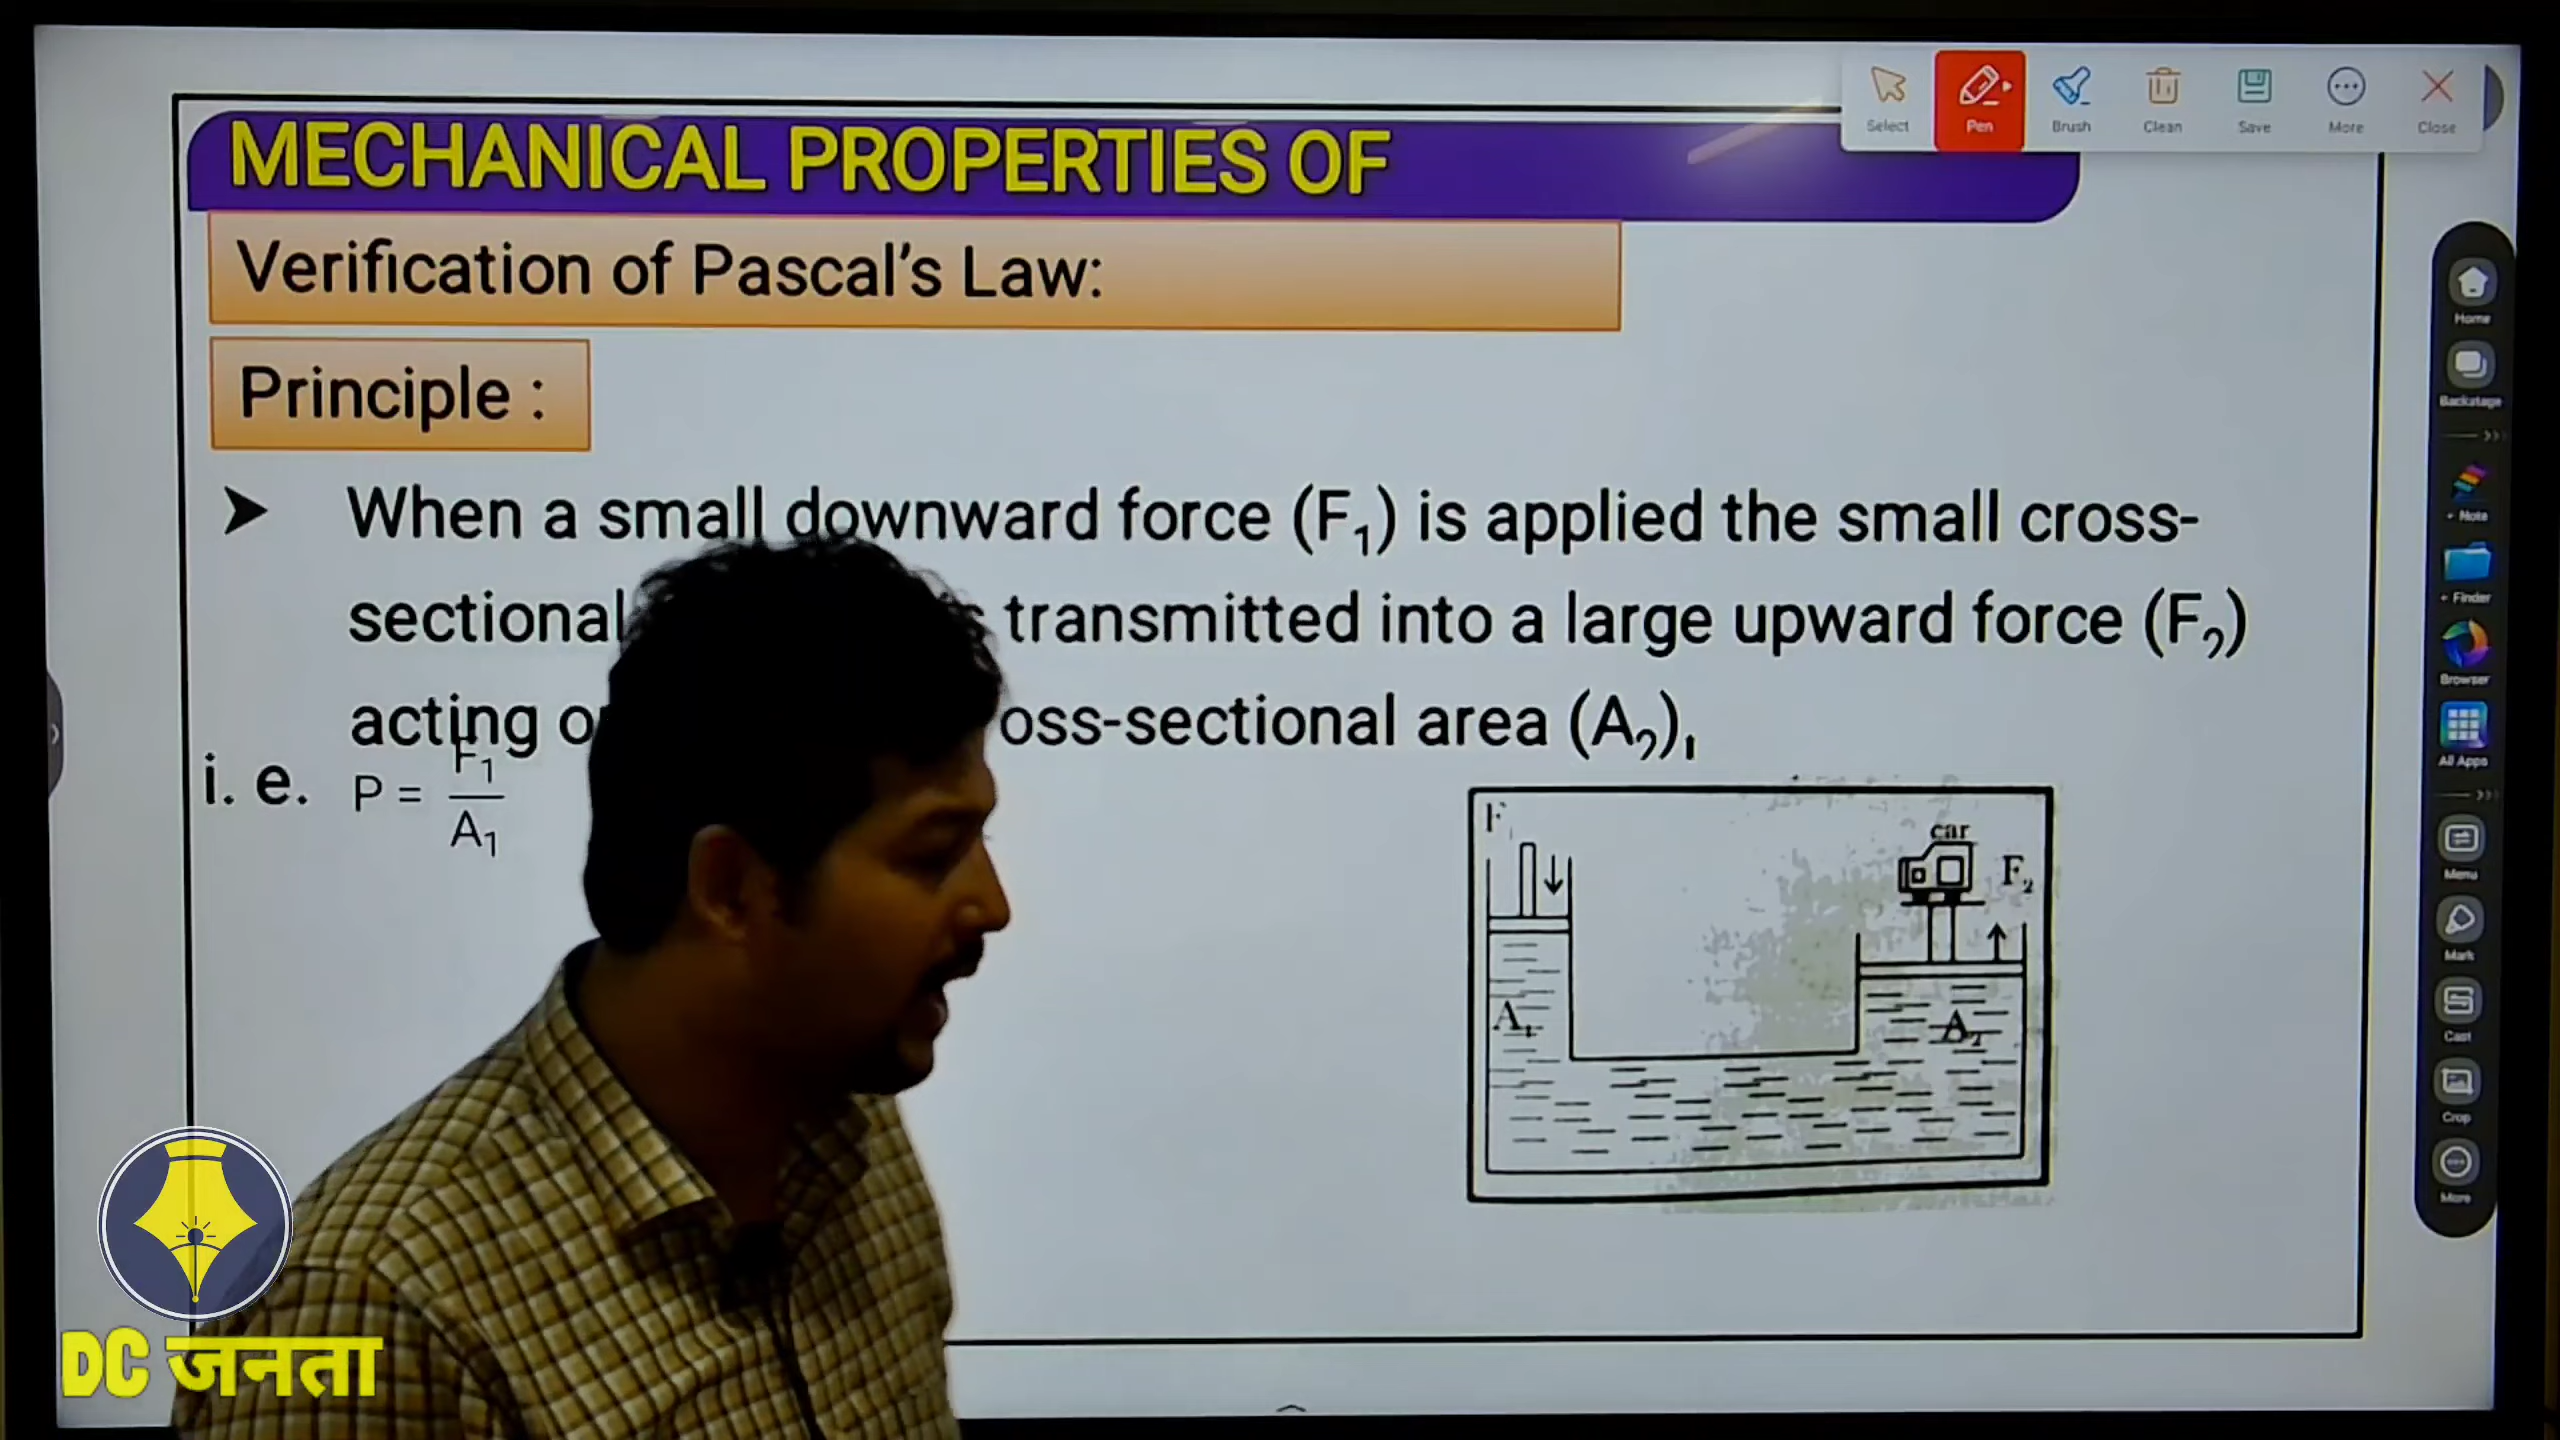 MECHANICAL PROPERTIES OF
Select Pen Brush Clean Save More Close
Verification of Pascal's Law:
Principle :
➤ When a small downward force (F₁) is applied the small cross-
sectional transmitted into a large upward force (F₂)
acting oss-sectional area (A₂),
i. e. P = F₁
A₁
F₁
car
F₂
A₁
A₂
Home
Backstage
+ Note
+ Finder
Browser
All Apps
Menu
Mark
Cast
Crop
More
DC जनता